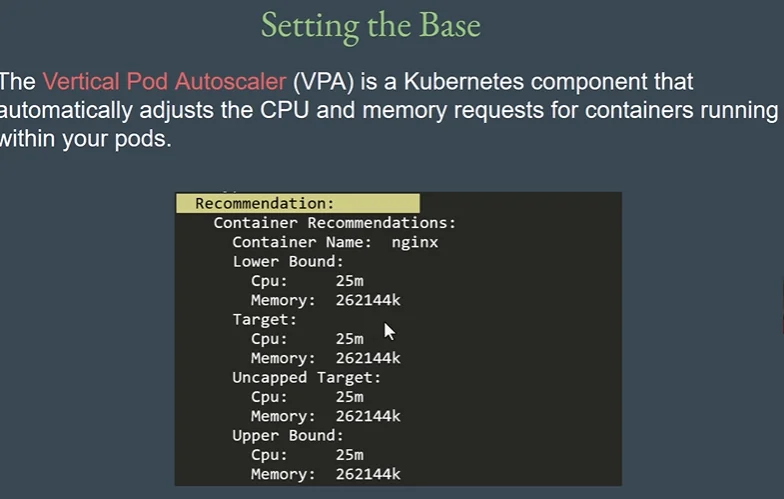 Setting the Base
The Vertical Pod Autoscaler (VPA) is a Kubernetes component that
automatically adjusts the CPU and memory requests for containers running
within your pods.
Recommendation:
Container Recommendations:
Container Name: nginx
Lower Bound:
Cpu: 25m
Memory: 262144k
Target:
Cpu: 25m
Memory: 262144k
Uncapped Target:
Cpu: 25m
Memory: 262144k
Upper Bound:
Cpu: 25m
Memory: 262144k